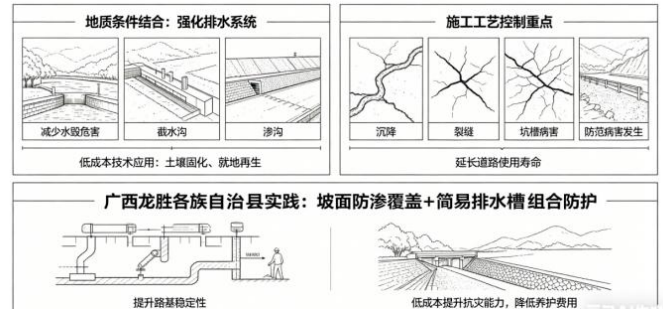 地质条件结合：强化排水系统
减少水毁危害
截水沟
渗沟
低成本技术应用：土壤固化、就地再生
施工工艺控制重点
沉降
裂缝
坑槽病害
防范病害发生
延长道路使用寿命
广西龙胜各族自治县实践：坡面防渗覆盖+简易排水槽组合防护
提升路基稳定性
低成本提升抗灾能力，降低养护费用